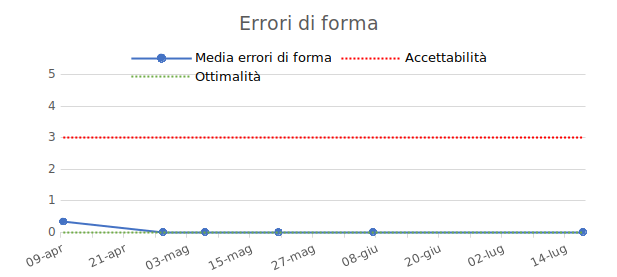 Errori di forma
Media errori di forma Accettabilità
Ottimalità
5
4
3
2
1
0
09-apr 21-apr 03-mag 15-mag 27-mag 08-giu 20-giu 02-lug 14-lug